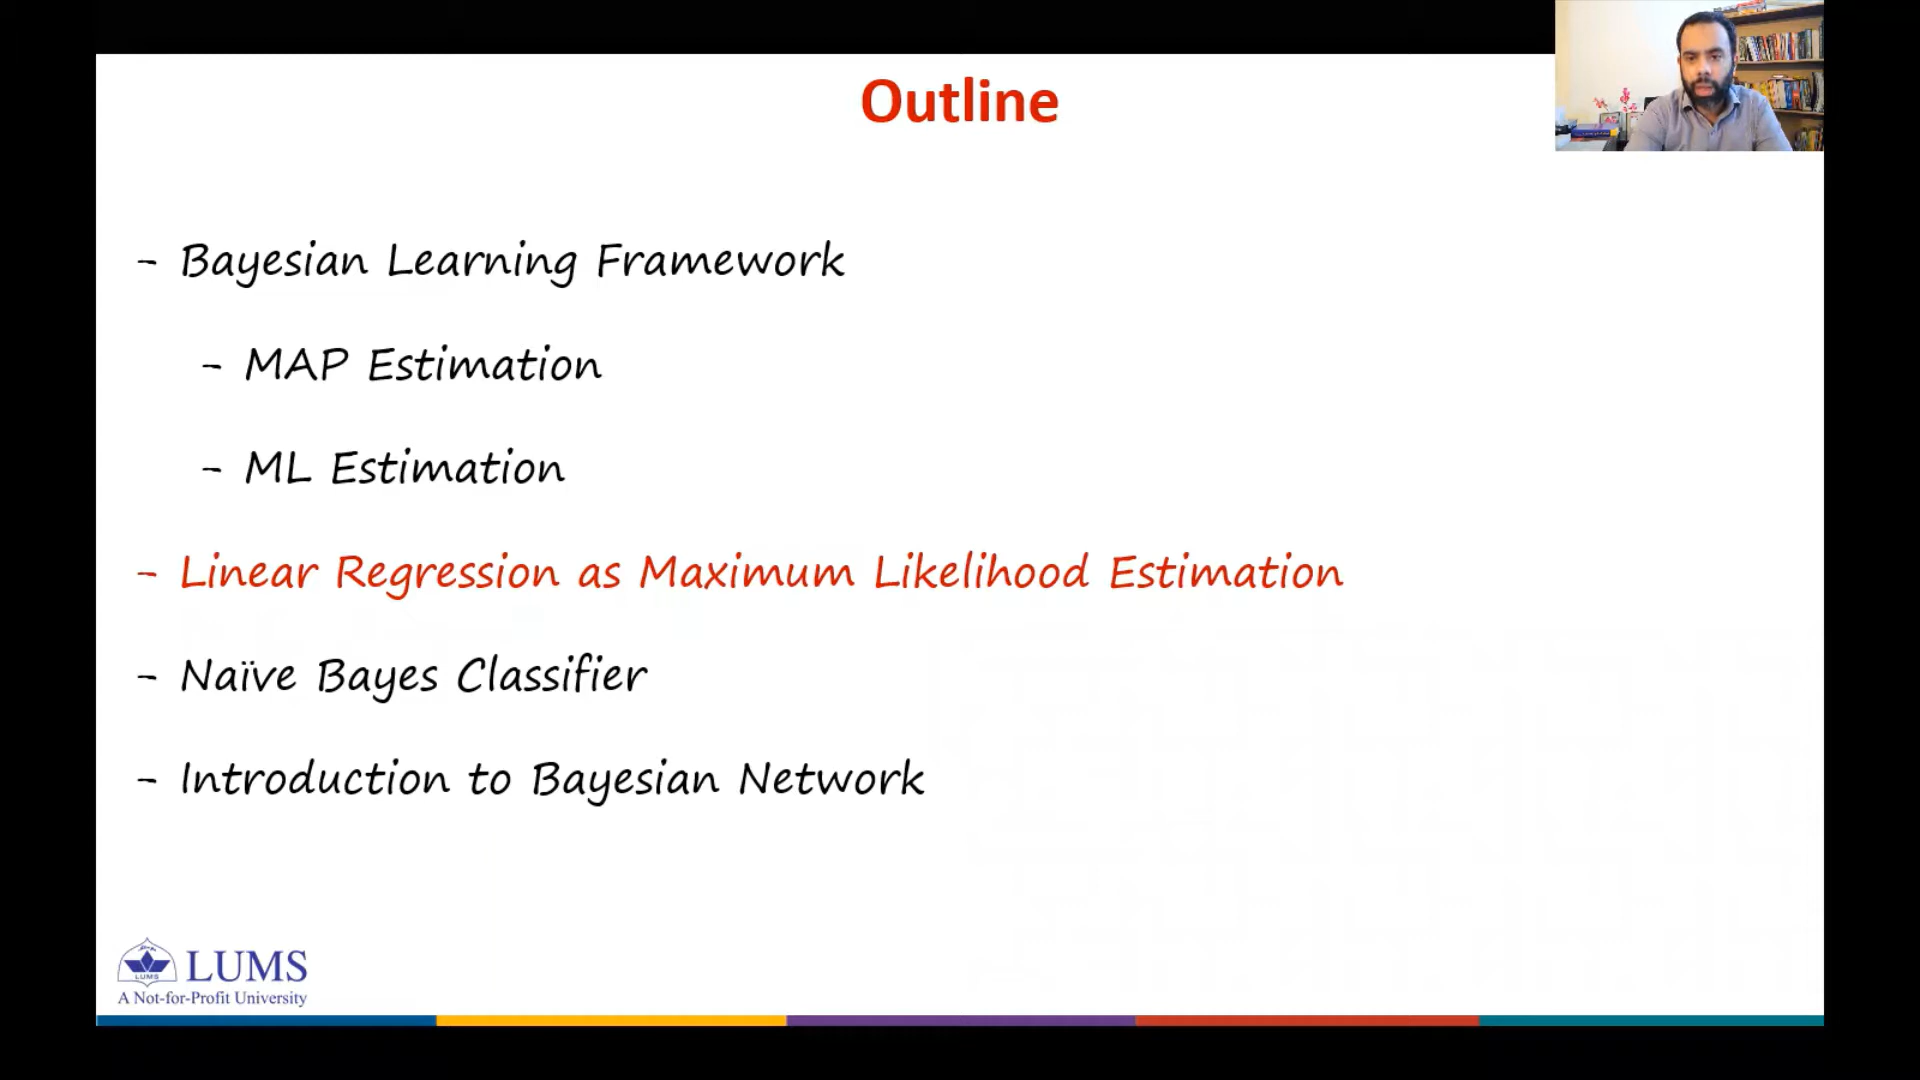 Outline
- Bayesian Learning Framework
- MAP Estimation
- ML Estimation
- Linear Regression as Maximum Likelihood Estimation
- Naïve Bayes Classifier
- Introduction to Bayesian Network
LUMS
LUMS
A Not-for-Profit University